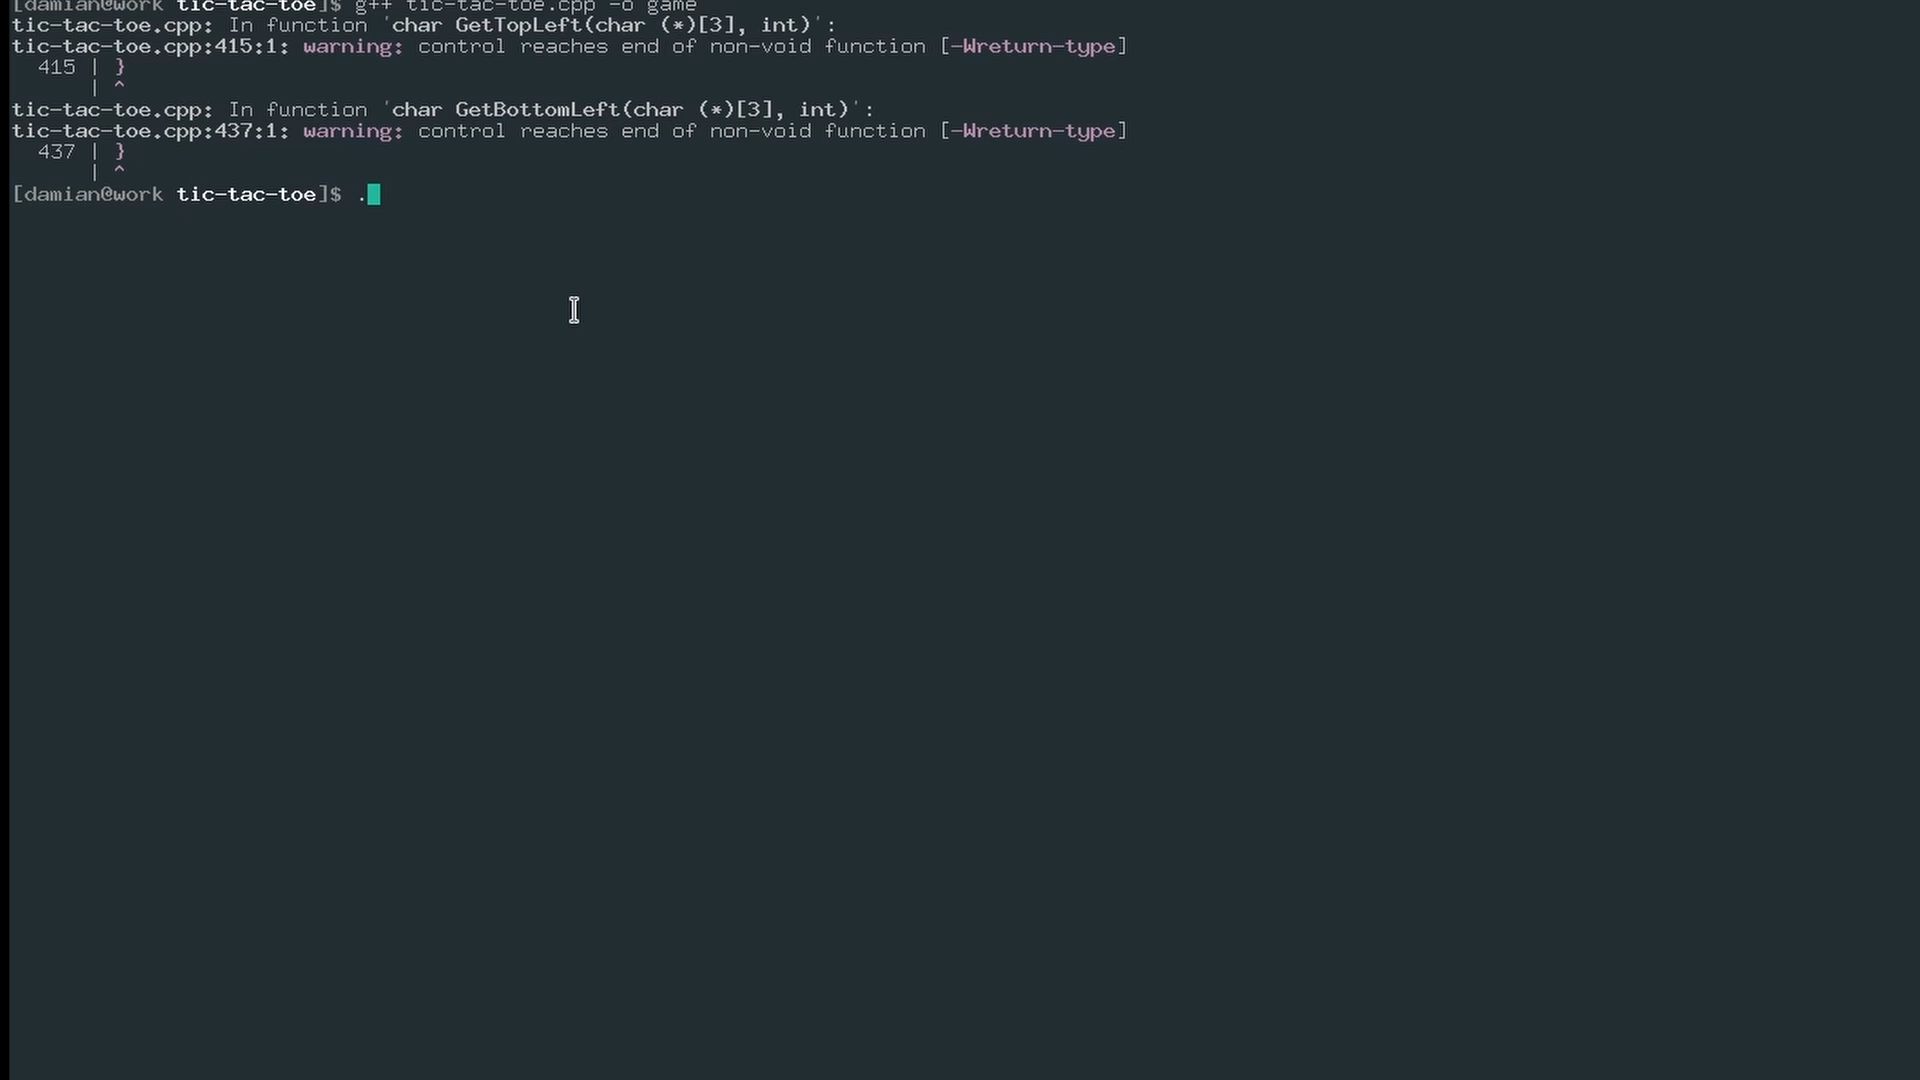 [damian@work tic-tac-toe]$ g++ tic-tac-toe.cpp -o game
tic-tac-toe.cpp: In function 'char GetTopLeft(char (*)[3], int)':
tic-tac-toe.cpp:415:1: warning: control reaches end of non-void function [-Wreturn-type]
415 | }
| ^
tic-tac-toe.cpp: In function 'char GetBottomLeft(char (*)[3], int)':
tic-tac-toe.cpp:437:1: warning: control reaches end of non-void function [-Wreturn-type]
437 | }
| ^
[damian@work tic-tac-toe]$ .